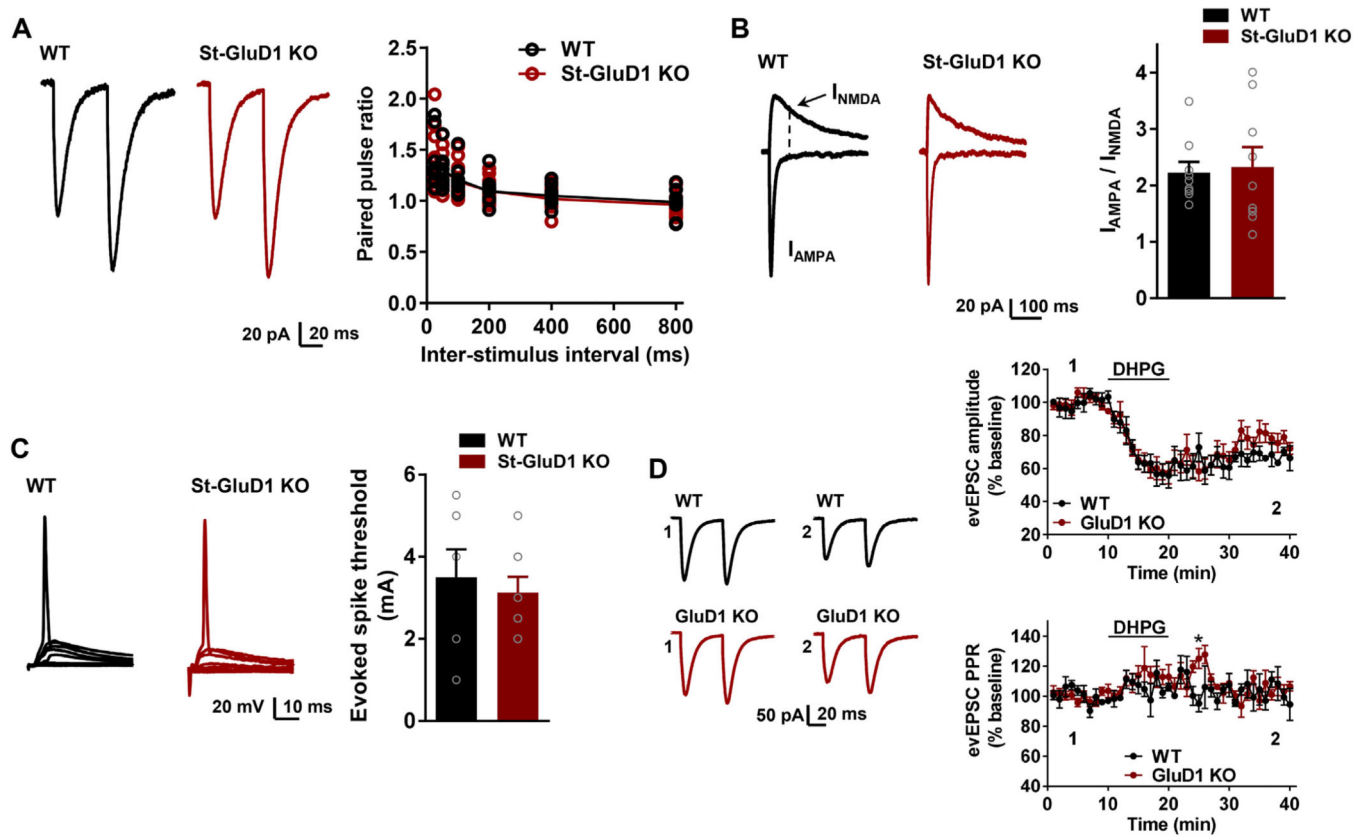 A
WT
St-GluD1 KO
20 pA
20 ms
WT
St-GluD1 KO
Paired pulse ratio
2.5
2.0
1.5
1.0
0.5
0.0
0
200
400
600
800
Inter-stimulus interval (ms)
B
WT
St-GluD1 KO
INMDA
IAMPA
20 pA
100 ms
WT
St-GluD1 KO
IAMPA / INMDA
4
3
2
1
0
C
WT
St-GluD1 KO
20 mV
10 ms
WT
St-GluD1 KO
Evoked spike threshold
(mA)
6
4
2
0
D
WT
1
WT
2
GluD1 KO
1
GluD1 KO
2
50 pA
20 ms
evEPSC amplitude
(% baseline)
120
100
80
60
40
20
1
DHPG
WT
GluD1 KO
2
0
10
20
30
40
Time (min)
evEPSC PPR
(% baseline)
140
120
100
80
60
40
DHPG
*
1
2
WT
GluD1 KO
0
10
20
30
40
Time (min)